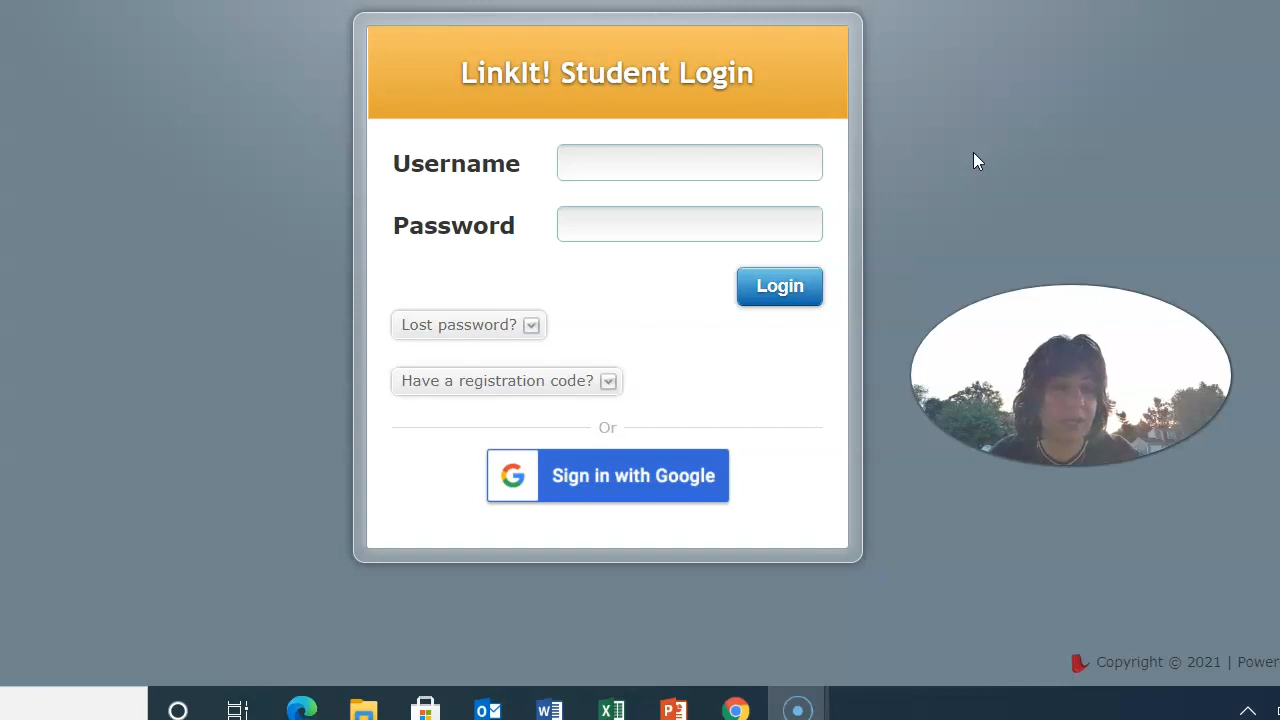 LinkIt! Student Login
Username
Password
Login
Lost password?
Have a registration code?
Or
Sign in with Google
Copyright © 2021 | Power